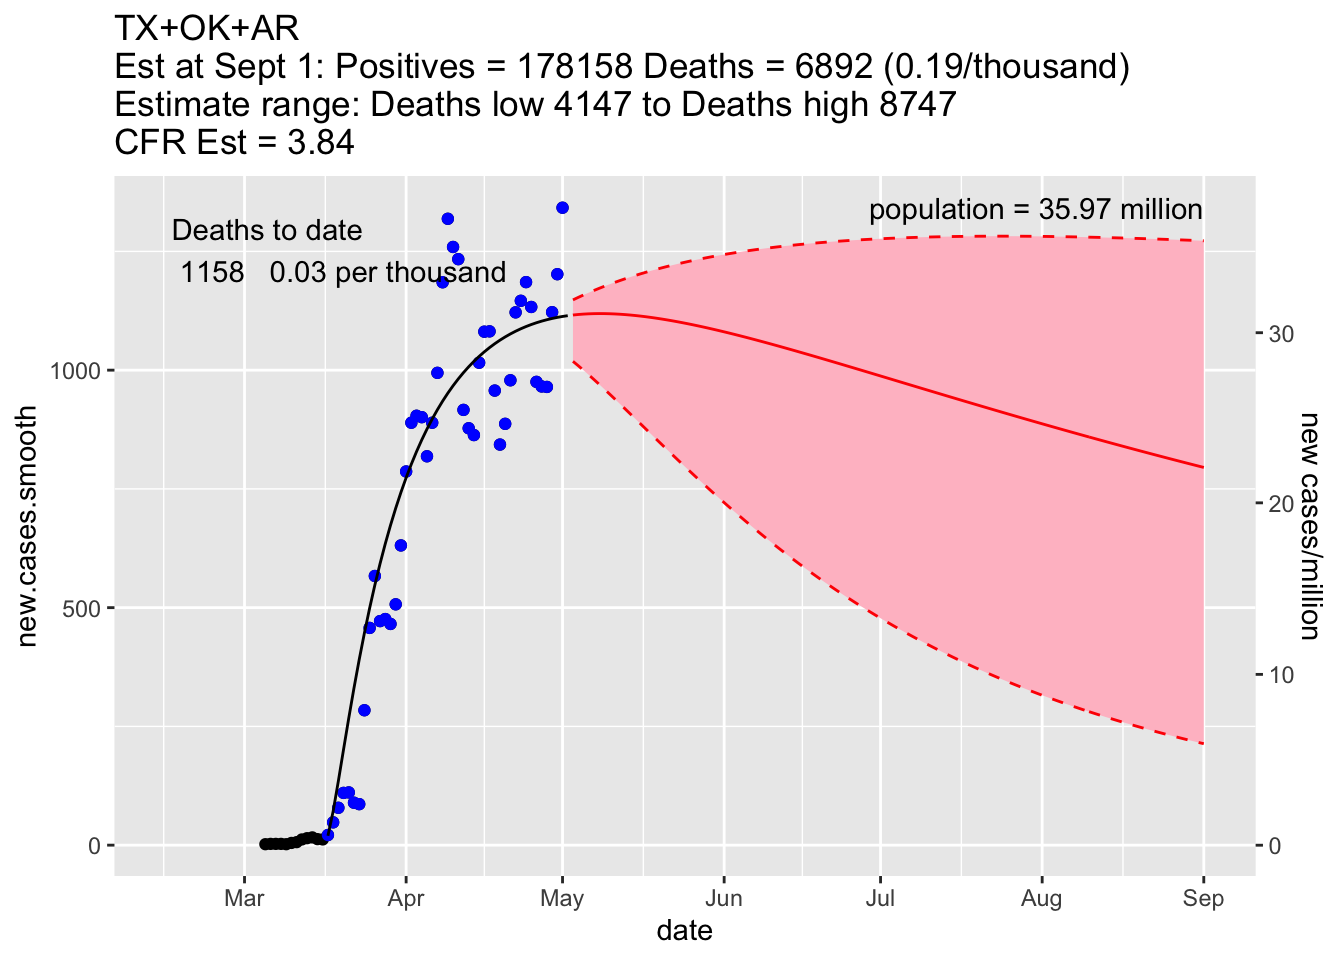 TX+OK+AR
Est at Sept 1: Positives = 178158 Deaths = 6892 (0.19/thousand)
Estimate range: Deaths low 4147 to Deaths high 8747
CFR Est = 3.84
population = 35.97 million
Deaths to date
1158 0.03 per thousand
1000
500
0
new.cases.smooth
30
20
10
0
new cases/million
Mar Apr May Jun Jul Aug Sep
date